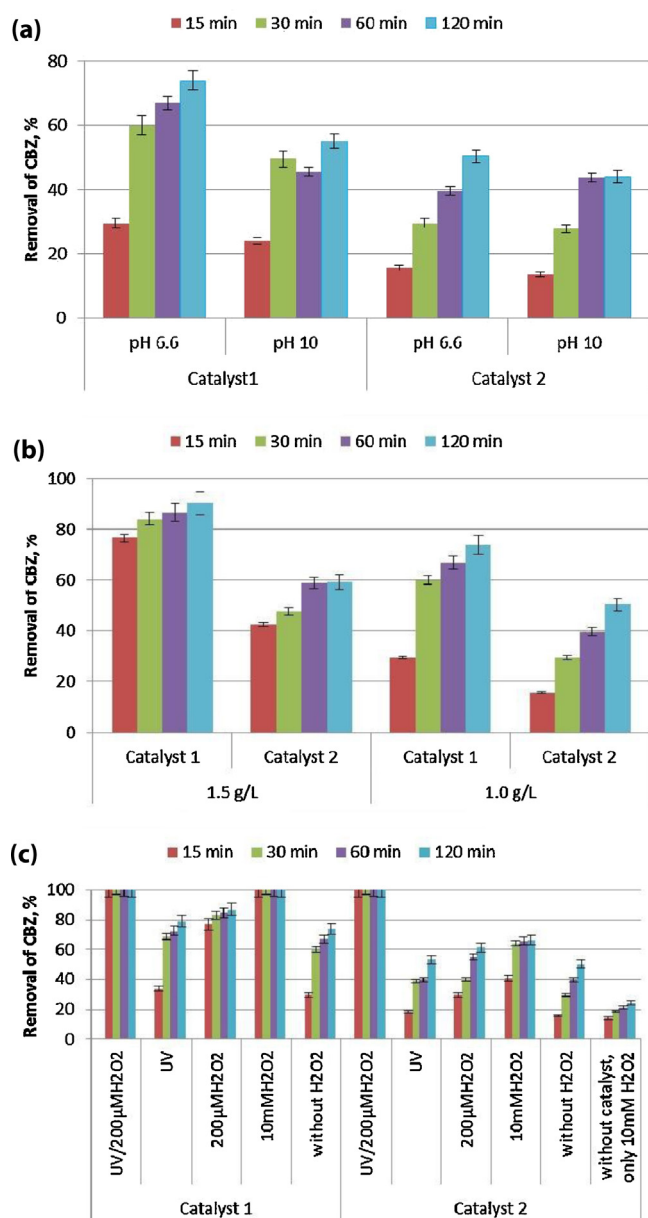 (a)
15 min 30 min 60 min 120 min
Removal of CBZ, %
80
60
40
20
0
pH 6.6 pH 10 pH 6.6 pH 10
Catalyst1 Catalyst 2
(b)
15 min 30 min 60 min 120 min
Removal of CBZ, %
100
80
60
40
20
0
Catalyst 1 Catalyst 2 Catalyst 1 Catalyst 2
1.5 g/L 1.0 g/L
(c)
15 min 30 min 60 min 120 min
Removal of CBZ, %
100
80
60
40
20
0
UV/200µMH2O2
UV
200µMH2O2
10mMH2O2
without H2O2
UV/200µMH2O2
UV
200µMH2O2
10mMH2O2
without H2O2
without catalyst,
only 10mM H2O2
Catalyst 1 Catalyst 2